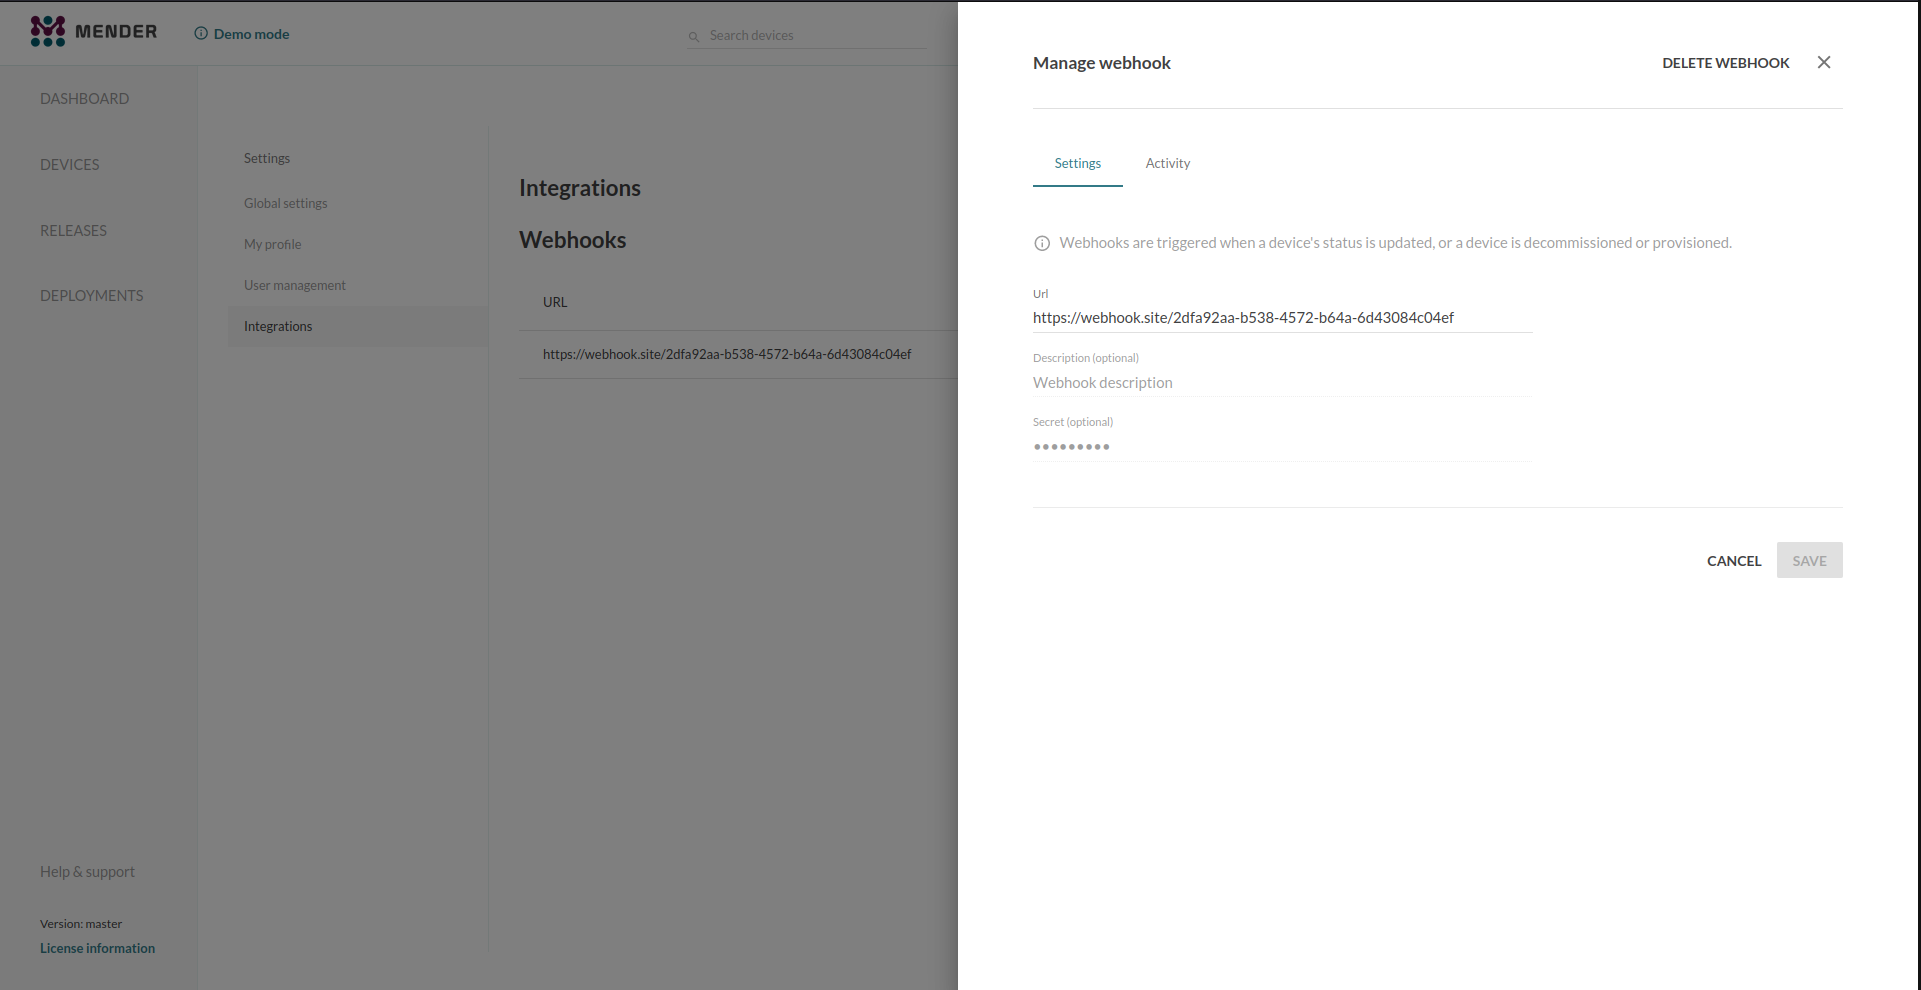 MENDER
Demo mode
Search devices
DASHBOARD
DEVICES
RELEASES
DEPLOYMENTS
Help & support
Version: master
License information
Settings
Global settings
My profile
User management
Integrations
Integrations
Webhooks
URL
https://webhook.site/2dfa92aa-b538-4572-b64a-6d43084c04ef
Manage webhook
DELETE WEBHOOK
Settings
Activity
Webhooks are triggered when a device's status is updated, or a device is decommissioned or provisioned.
Url
https://webhook.site/2dfa92aa-b538-4572-b64a-6d43084c04ef
Description (optional)
Webhook description
Secret (optional)
•••••••••
CANCEL
SAVE